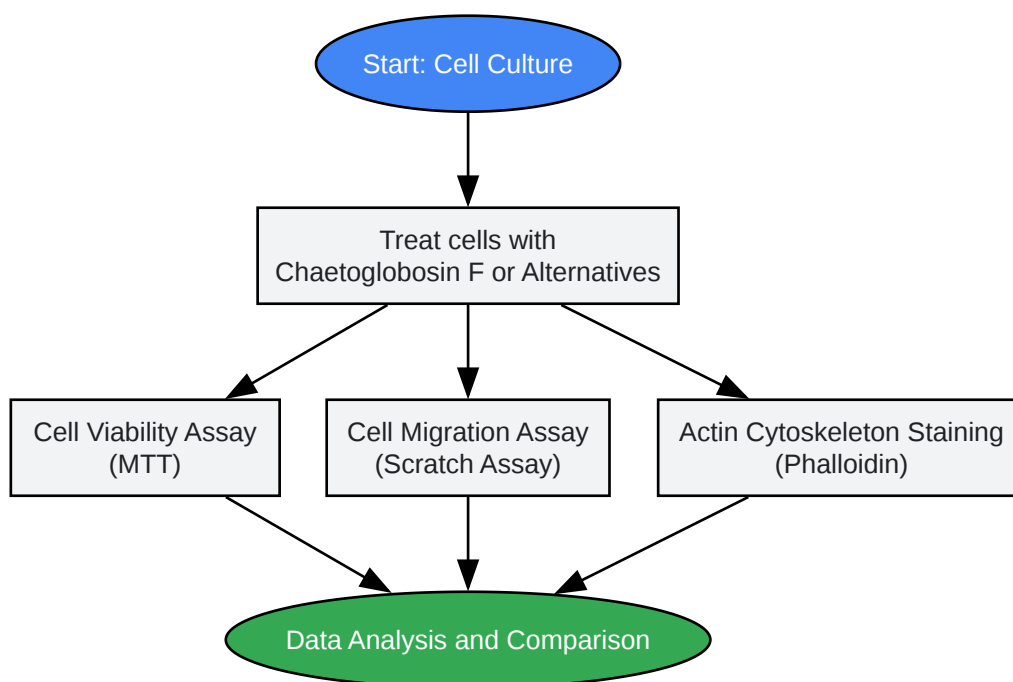 Start: Cell Culture
Treat cells with
Chaetoglobosin F or Alternatives
Cell Viability Assay
(MTT)
Cell Migration Assay
(Scratch Assay)
Actin Cytoskeleton Staining
(Phalloidin)
Data Analysis and Comparison